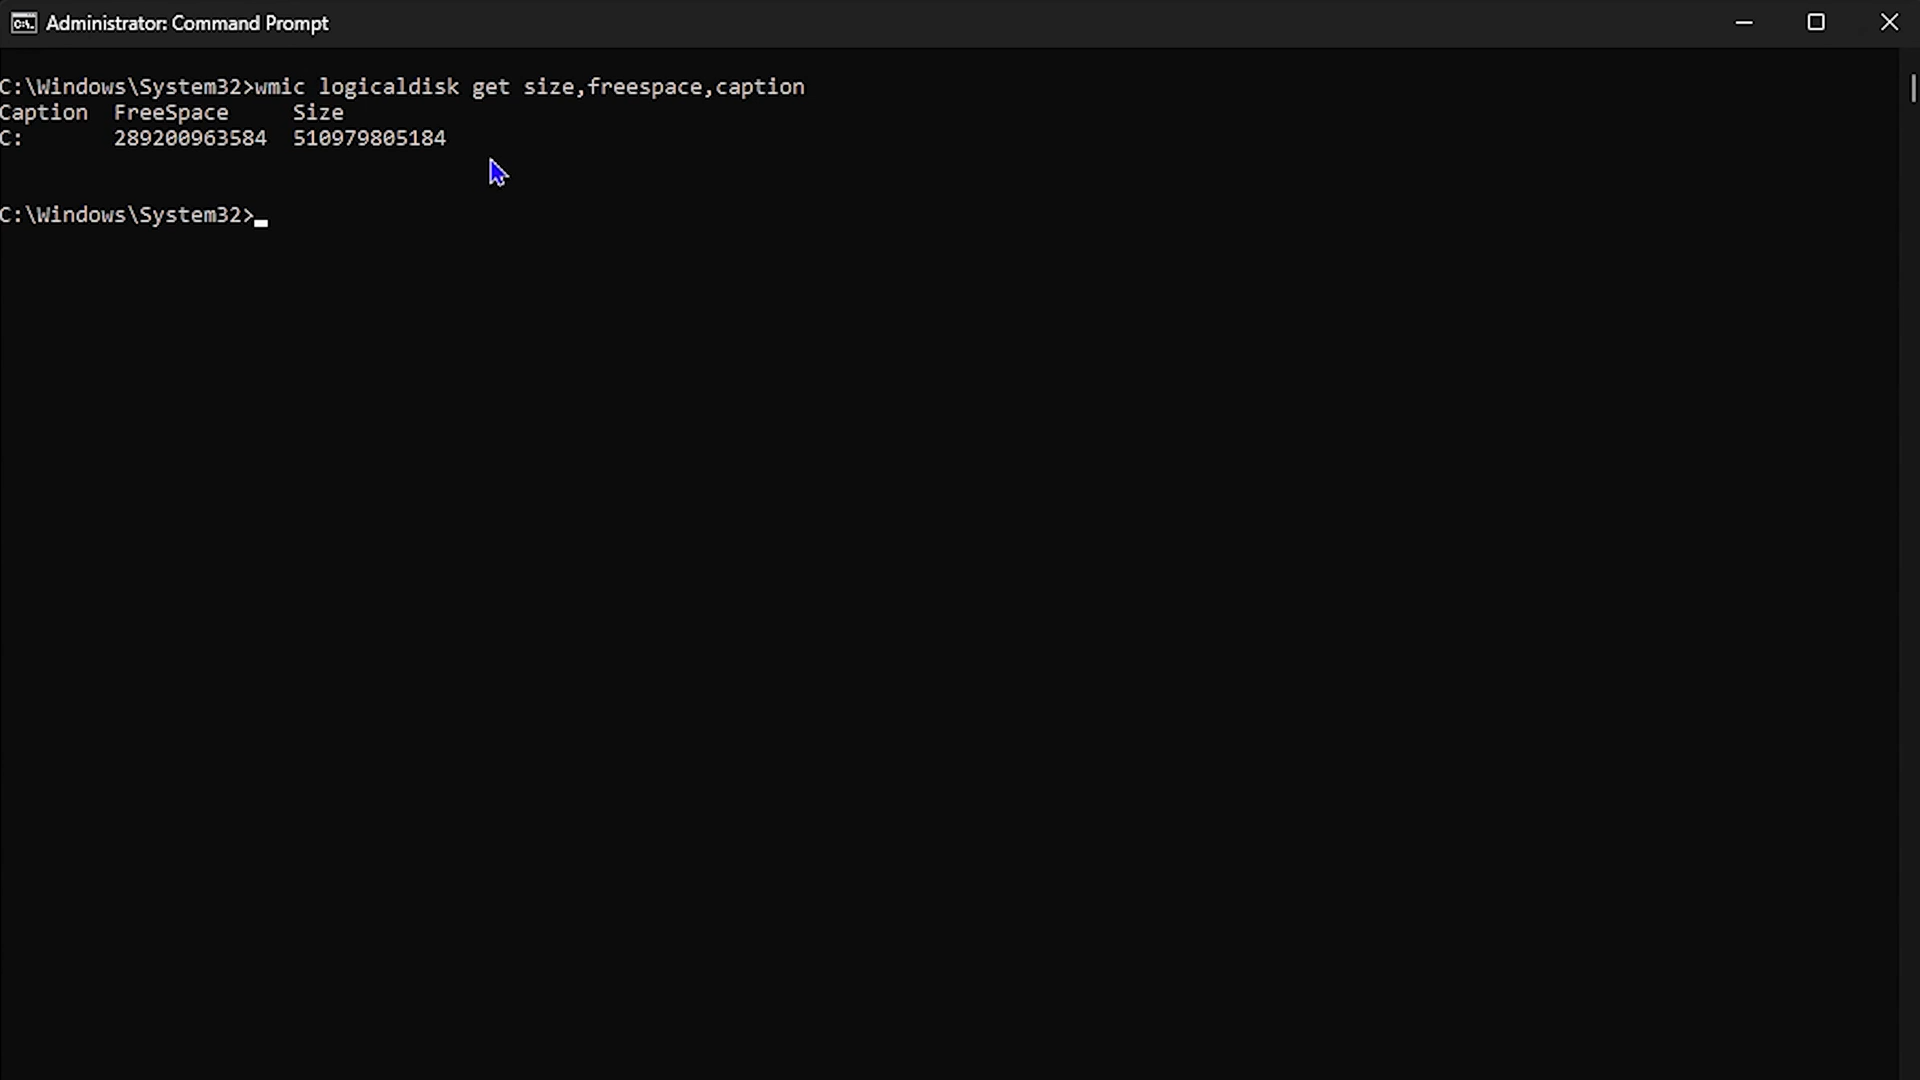 Administrator: Command Prompt
C:\Windows\System32>wmic logicaldisk get size,freespace,caption
Caption  FreeSpace     Size
C:       289200963584  510979805184
C:\Windows\System32>